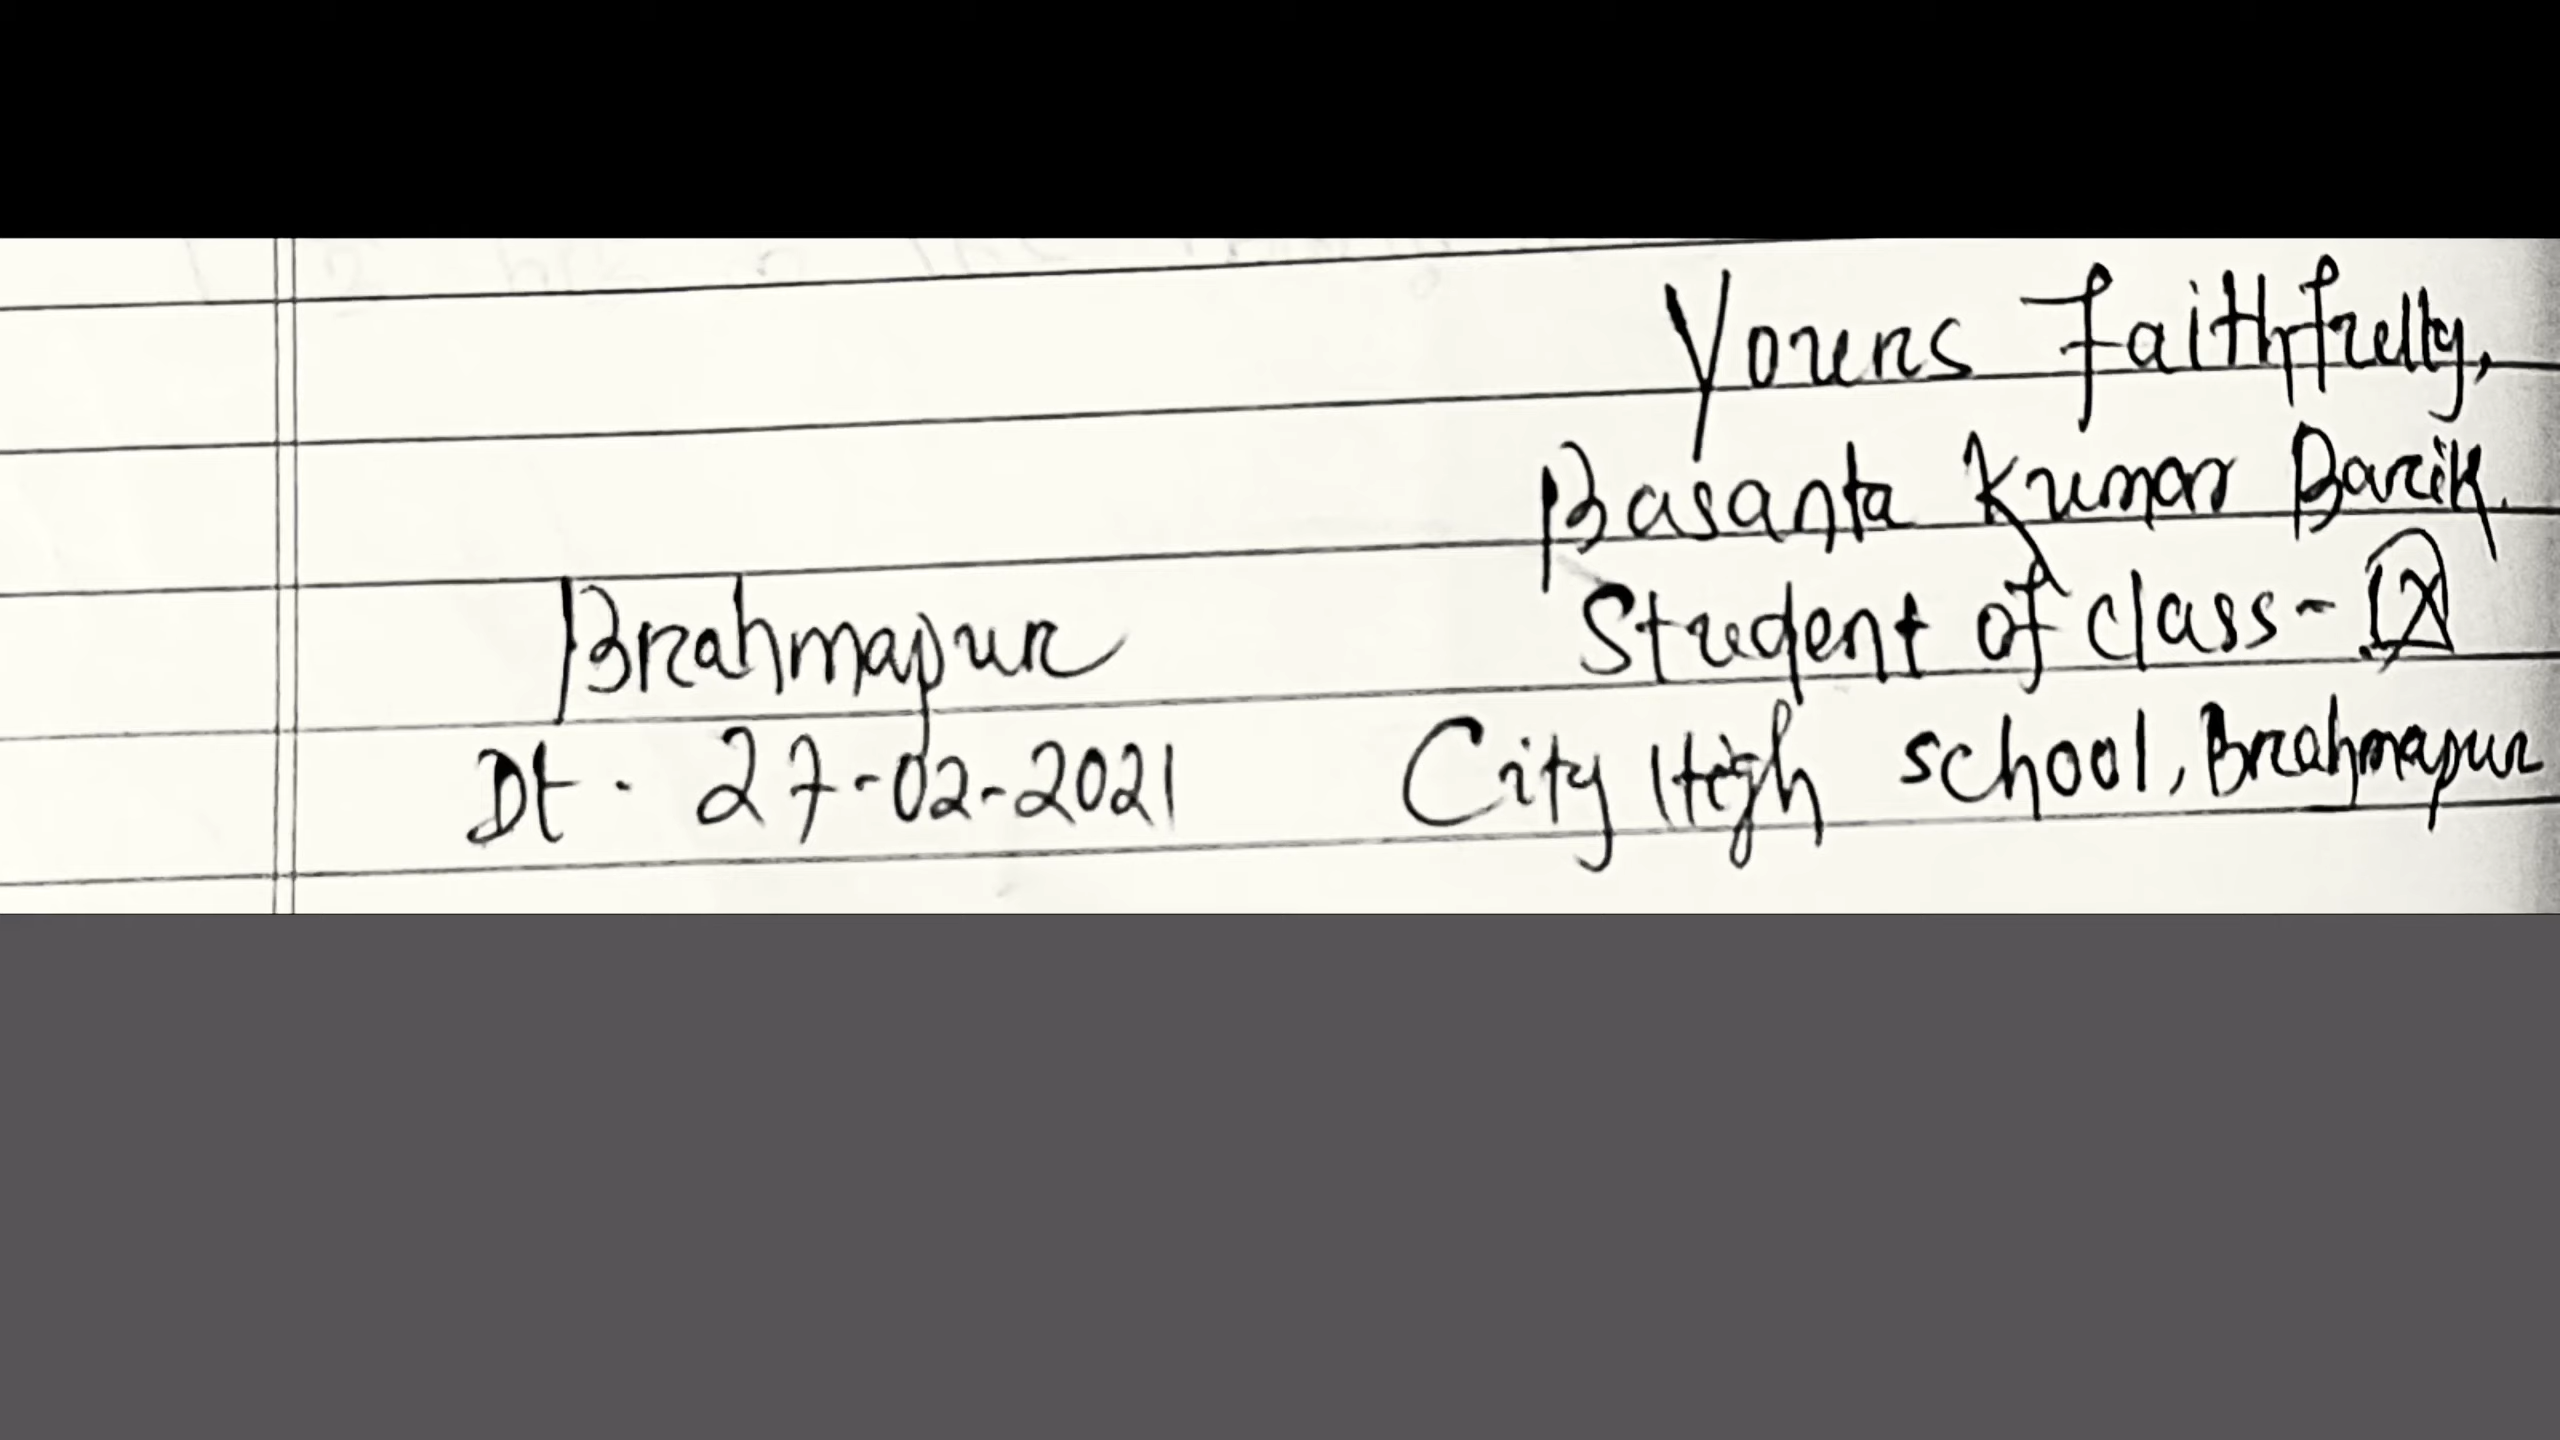 Yours Faithfully,
Basanta Kumar Barik.
Student of class- IX
Brahmapur
Dt. 27-02-2021
City High school, Brahmapur